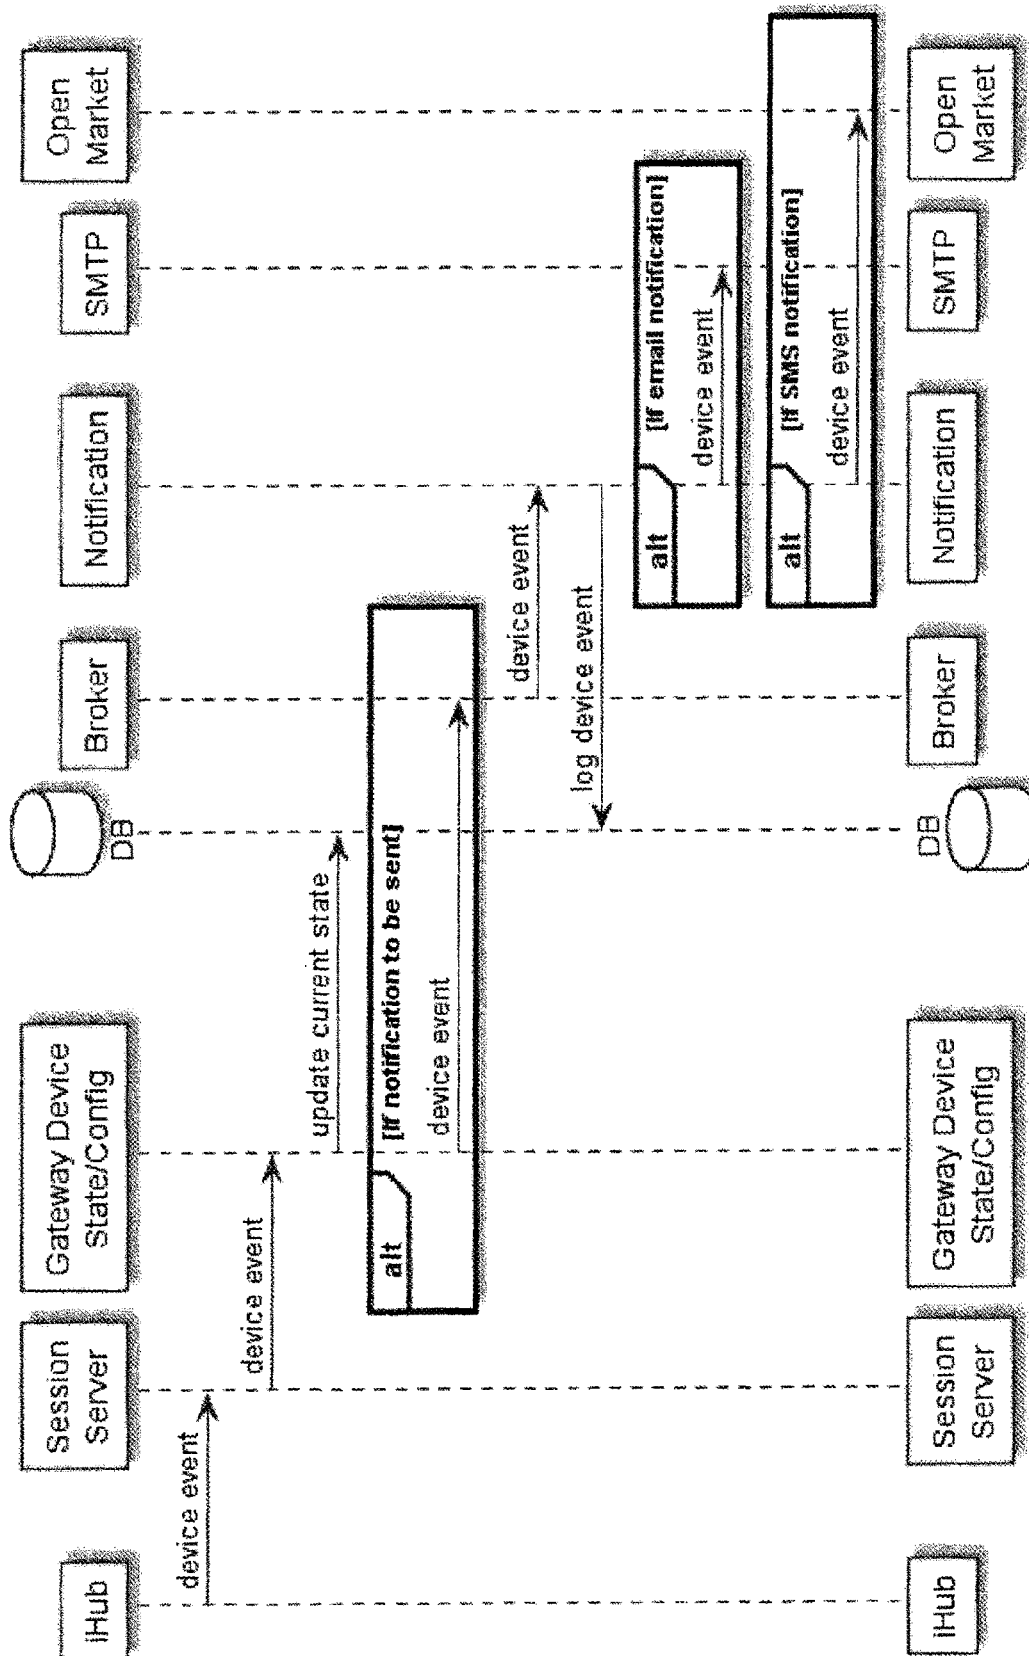 iHub
Session
Server
Gateway Device
State/Config
DB
Broker
Notification
SMTP
Open
Market
device event
device event
update current state
alt
[If notification to be sent]
device event
device event
log device event
alt
[If email notification]
device event
alt
[If SMS notification]
device event
iHub
Session
Server
Gateway Device
State/Config
DB
Broker
Notification
SMTP
Open
Market